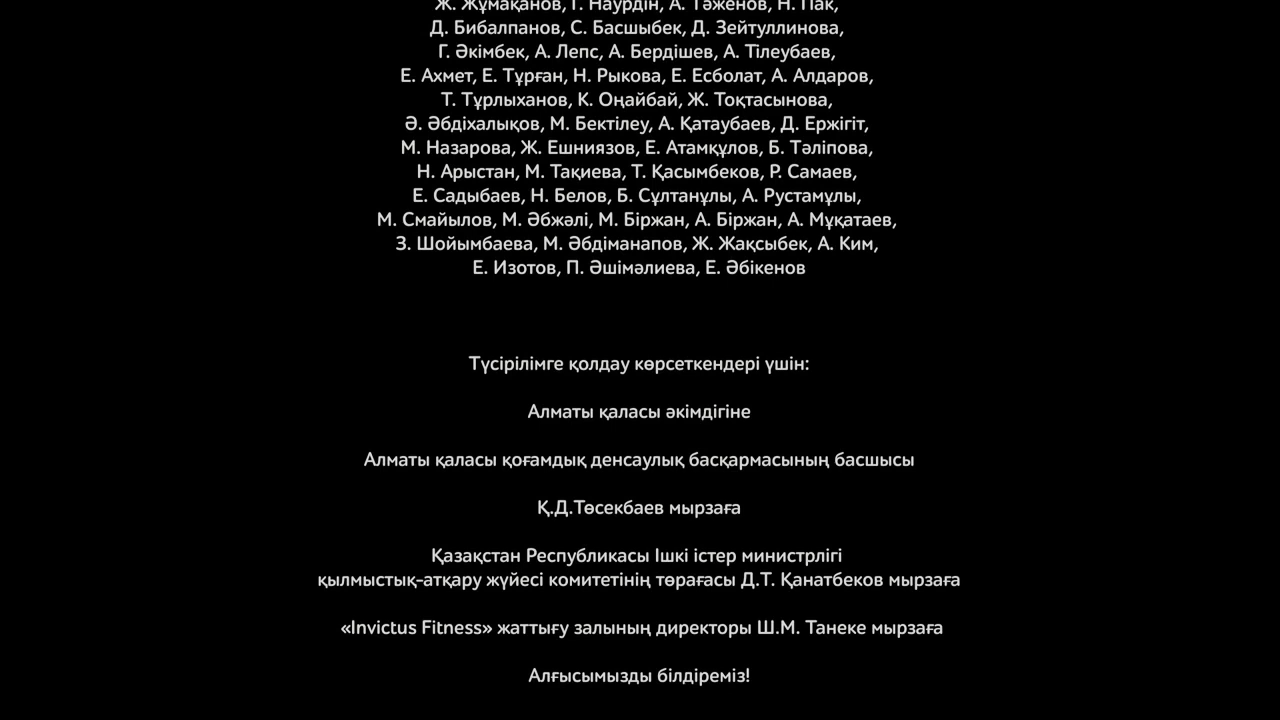 Ж. Жұмақанов, Г. Наурдін, А. Тәженов, Н. Пак,
Д. Бибалпанов, С. Басшыбек, Д. Зейтуллинова,
Г. Әкімбек, А. Лепс, А. Бердішев, А. Тілеубаев,
Е. Ахмет, Е. Тұрған, Н. Рыкова, Е. Есболат, А. Алдаров,
Т. Тұрлыханов, К. Оңайбай, Ж. Тоқтасынова,
Ә. Әбдіхалықов, М. Бектілеу, А. Қатаубаев, Д. Ержігіт,
М. Назарова, Ж. Ешниязов, Е. Атамқұлов, Б. Тәліпова,
Н. Арыстан, М. Тақиева, Т. Қасымбеков, Р. Самаев,
Е. Садыбаев, Н. Белов, Б. Сұлтанұлы, А. Рустамұлы,
М. Смайылов, М. Әбжәлі, М. Біржан, А. Біржан, А. Мұқатаев,
З. Шойымбаева, М. Әбдіманапов, Ж. Жақсыбек, А. Ким,
Е. Изотов, П. Әшімәлиева, Е. Әбікенов
Түсірілімге қолдау көрсеткендері үшін:
Алматы қаласы әкімдігіне
Алматы қаласы қоғамдық денсаулық басқармасының басшысы
Қ.Д.Төсекбаев мырзаға
Қазақстан Республикасы Ішкі істер министрлігі
қылмыстық-атқару жүйесі комитетінің төрағасы Д.Т. Қанатбеков мырзаға
«Invictus Fitness» жаттығу залының директоры Ш.М. Танеке мырзаға
Алғысымызды білдіреміз!